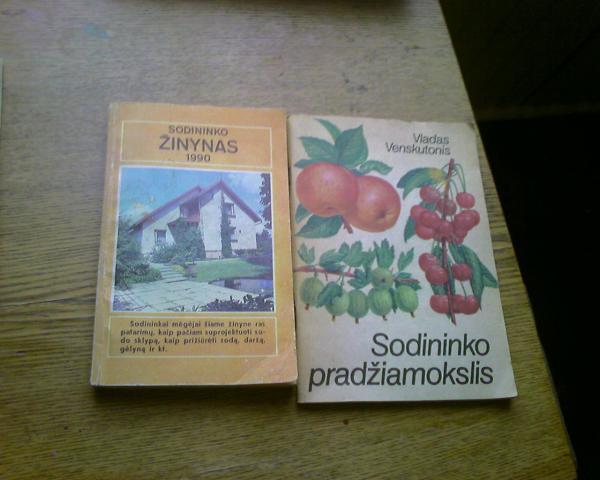 SODININKO
ŽINYNAS
1990
Sodininkai mėgėjai šiame žinyne ras
patarimų, kaip pačiam suprojektuoti so-
do sklypą, kaip prižiūrėti sodą, daržą,
gėlyną ir kt.
Vladas
Venskutonis
Sodininko
pradžiamokslis